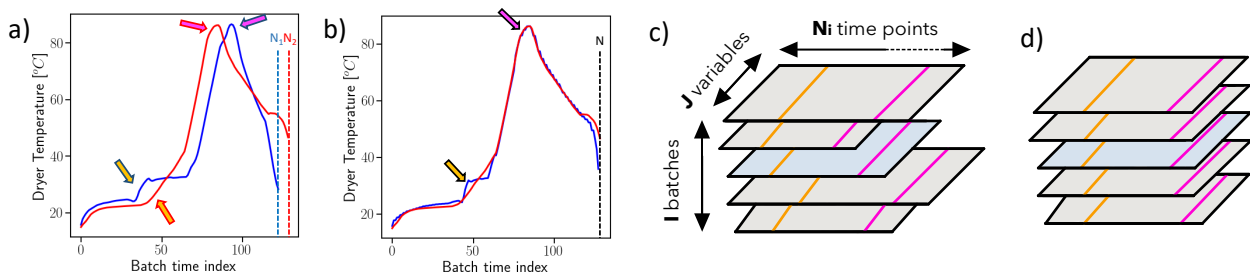 a)
Dryer Temperature [°C]
80
60
40
20
0
50
100
Batch time index
N₁ N₂
b)
Dryer Temperature [°C]
80
60
40
20
0
50
100
Batch time index
N
c)
Ni time points
J variables
I batches
d)